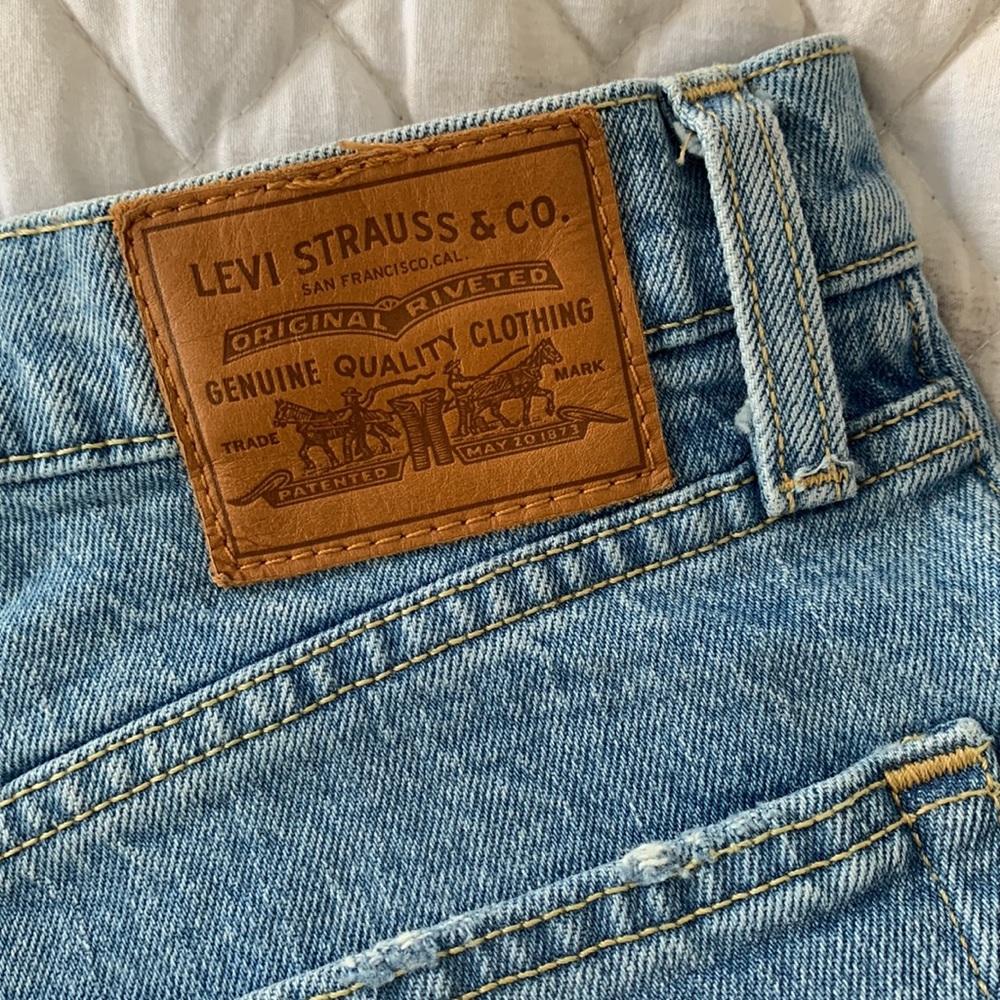 LEVI STRAUSS & CO.
SAN FRANCISCO, CAL.
ORIGINAL RIVETED
GENUINE QUALITY CLOTHING
TRADE MARK
PATENTED MAY 20 1873